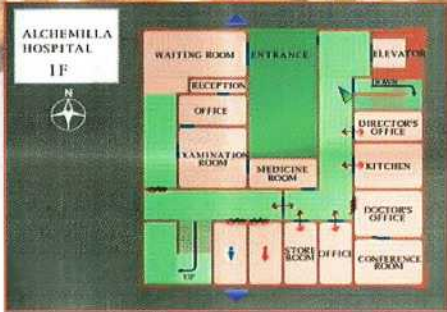 ALCHEMILLA
HOSPITAL
1F
N
WAITING ROOM
ENTRANCE
ELEVATOR
RECEPTION
DOWN
OFFICE
DIRECTOR'S
OFFICE
EXAMINATION
ROOM
KITCHEN
MEDICINE
ROOM
DOCTOR'S
OFFICE
UP
STORE
ROOM
OFFICE
CONFERENCE
ROOM